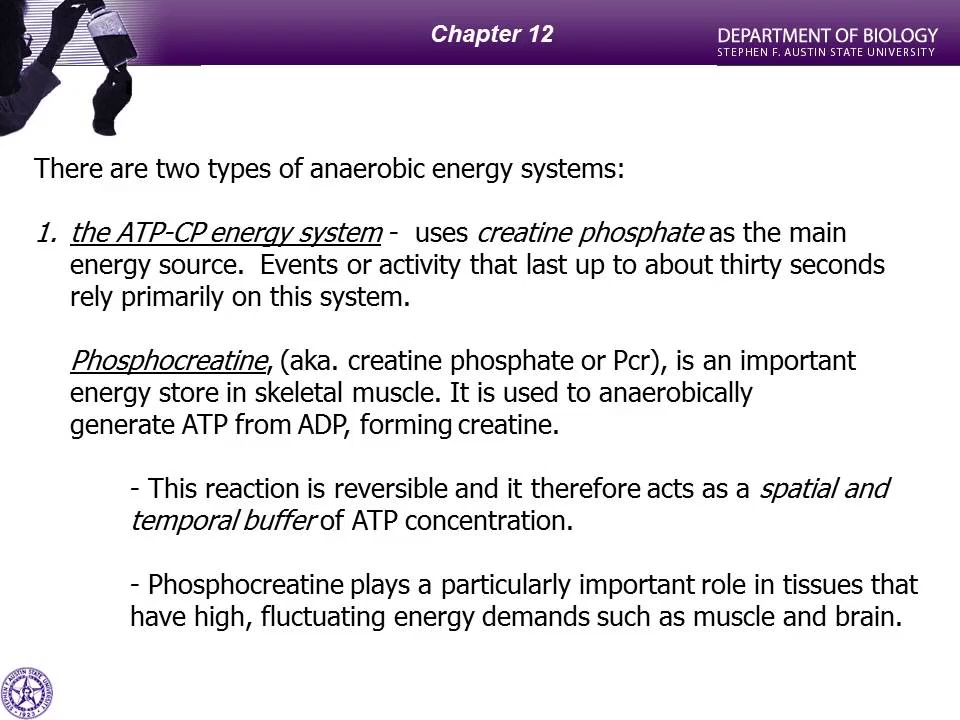 Chapter 12
DEPARTMENT OF BIOLOGY
STEPHEN F. AUSTIN STATE UNIVERSITY
There are two types of anaerobic energy systems:
1. the ATP-CP energy system - uses creatine phosphate as the main
energy source. Events or activity that last up to about thirty seconds
rely primarily on this system.
Phosphocreatine, (aka. creatine phosphate or Pcr), is an important
energy store in skeletal muscle. It is used to anaerobically
generate ATP from ADP, forming creatine.
- This reaction is reversible and it therefore acts as a spatial and
temporal buffer of ATP concentration.
- Phosphocreatine plays a particularly important role in tissues that
have high, fluctuating energy demands such as muscle and brain.
STEPHEN F. AUSTIN STATE UNIVERSITY
1923